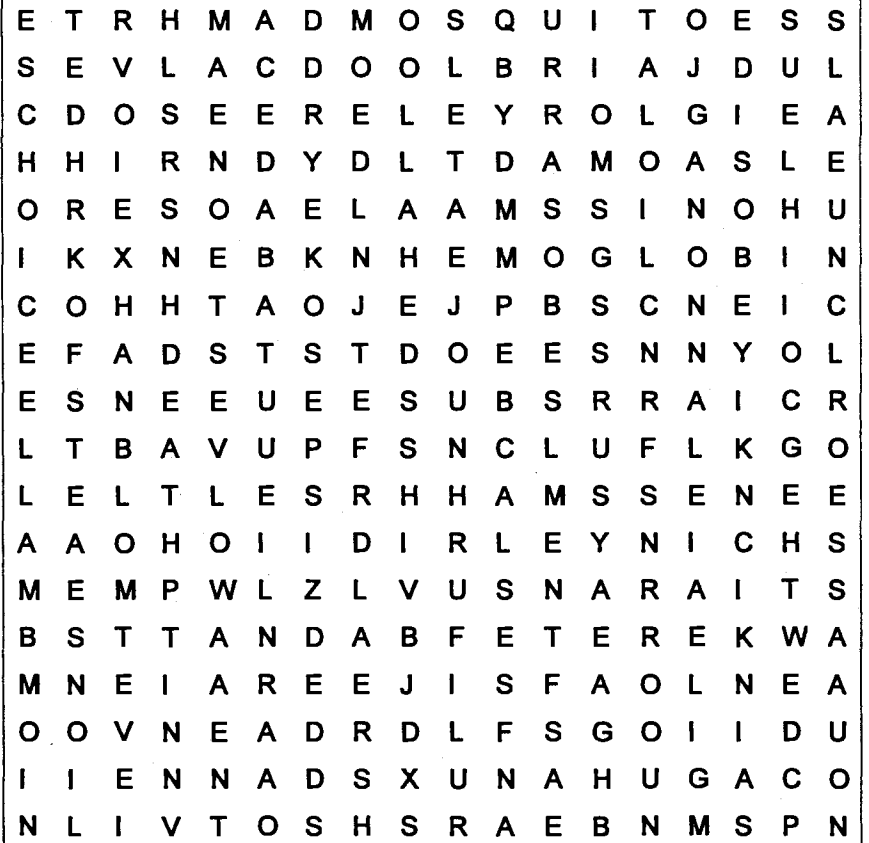 E T R H M A D M O S Q U I T O E S S
S E V L A C D O O L B R I A J D U L
C D O S E E R E L E Y R O L G I E A
H H I R N D Y D L T D A M O A S L E
O R E S O A E L A A M S S I N O H U
I K X N E B K N H E M O G L O B I N
C O H H T A O J E J P B S C N E I C
E F A D S T S T D O E E S N N Y O L
E S N E E U E E S U B S R R A I C R
L T B A V U P F S N C L U F L K G O
L E L T L E S R H H A M S S E N E E
A A O H O I I D I R L E Y N I C H S
M E M P W L Z L V U S N A R A I T S
B S T T A N D A B F E T E R E K W A
M N E I A R E E J I S F A O L N E A
O O V N E A D R D L F S G O I I D U
I I E N N A D S X U N A H U G A C O
N L I V T O S H S R A E B N M S P N